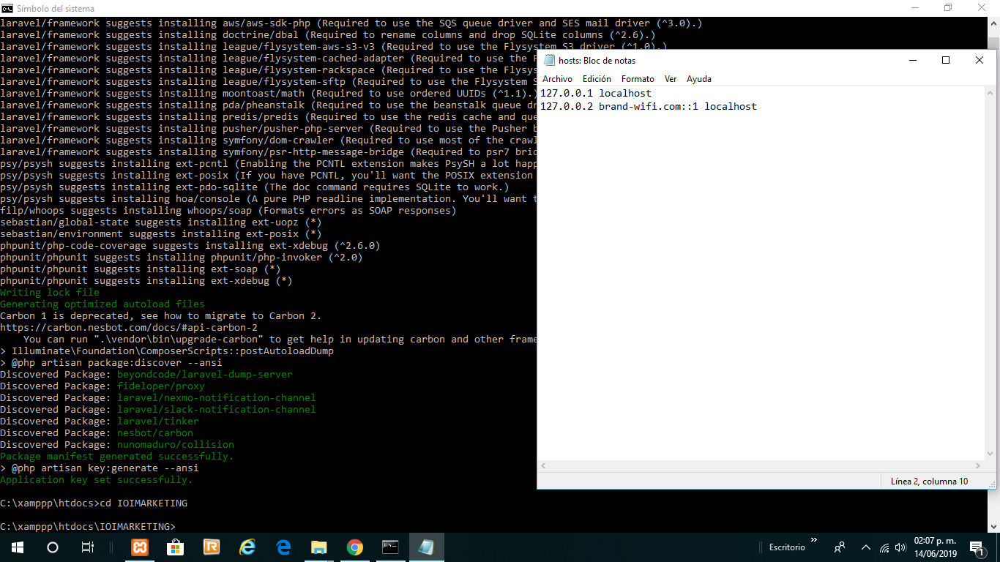 Símbolo del sistema
laravel/framework suggests installing aws/aws-sdk-php (Required to use the SQS queue driver and SES mail driver (^3.0).)
laravel/framework suggests installing doctrine/dbal (Required to rename columns and drop SQLite columns (^2.6).)
laravel/framework suggests installing league/flysystem-aws-s3-v3 (Required to use the Flysystem S3 driver (^1.0).)
laravel/framework suggests installing league/flysystem-cached-adapter (Required to use the F
laravel/framework suggests installing league/flysystem-rackspace (Required to use the Flysys
laravel/framework suggests installing league/flysystem-sftp (Required to use the Flysystem S
laravel/framework suggests installing moontoast/math (Required to use ordered UUIDs (^1.1).)
laravel/framework suggests installing pda/pheanstalk (Required to use the beanstalk queue dr
laravel/framework suggests installing predis/predis (Required to use the redis cache and que
laravel/framework suggests installing pusher/pusher-php-server (Required to use the Pusher b
laravel/framework suggests installing symfony/dom-crawler (Required to use most of the crawl
laravel/framework suggests installing symfony/psr-http-message-bridge (Required to psr7 brid
psy/psysh suggests installing ext-pcntl (Enabling the PCNTL extension makes PsySH a lot happ
psy/psysh suggests installing ext-posix (If you have PCNTL, you'll want the POSIX extension
psy/psysh suggests installing ext-pdo-sqlite (The doc command requires SQLite to work.)
psy/psysh suggests installing hoa/console (A pure PHP readline implementation. You'll want t
filp/whoops suggests installing whoops/soap (Formats errors as SOAP responses)
sebastian/global-state suggests installing ext-uopz (*)
sebastian/environment suggests installing ext-posix (*)
phpunit/php-code-coverage suggests installing ext-xdebug (^2.6.0)
phpunit/phpunit suggests installing phpunit/php-invoker (^2.0)
phpunit/phpunit suggests installing ext-soap (*)
phpunit/phpunit suggests installing ext-xdebug (*)
Writing lock file
Generating optimized autoload files
Carbon 1 is deprecated, see how to migrate to Carbon 2.
https://carbon.nesbot.com/docs/#api-carbon-2
You can run ".\vendor\bin\upgrade-carbon" to get help in updating carbon and other frame
> Illuminate\Foundation\ComposerScripts::postAutoloadDump
> @php artisan package:discover --ansi
Discovered Package: beyondcode/laravel-dump-server
Discovered Package: fideloper/proxy
Discovered Package: laravel/nexmo-notification-channel
Discovered Package: laravel/slack-notification-channel
Discovered Package: laravel/tinker
Discovered Package: nesbot/carbon
Discovered Package: nunomaduro/collision
Package manifest generated successfully.
> @php artisan key:generate --ansi
Application key set successfully.
C:\xamppp\htdocs>cd IOIMARKETING
C:\xamppp\htdocs\IOIMARKETING>
hosts: Bloc de notas
Archivo Edición Formato Ver Ayuda
127.0.0.1 localhost
127.0.0.2 brand-wifi.com::1 localhost
Línea 2, columna 10
Escritorio
02:07 p. m.
14/06/2019
1